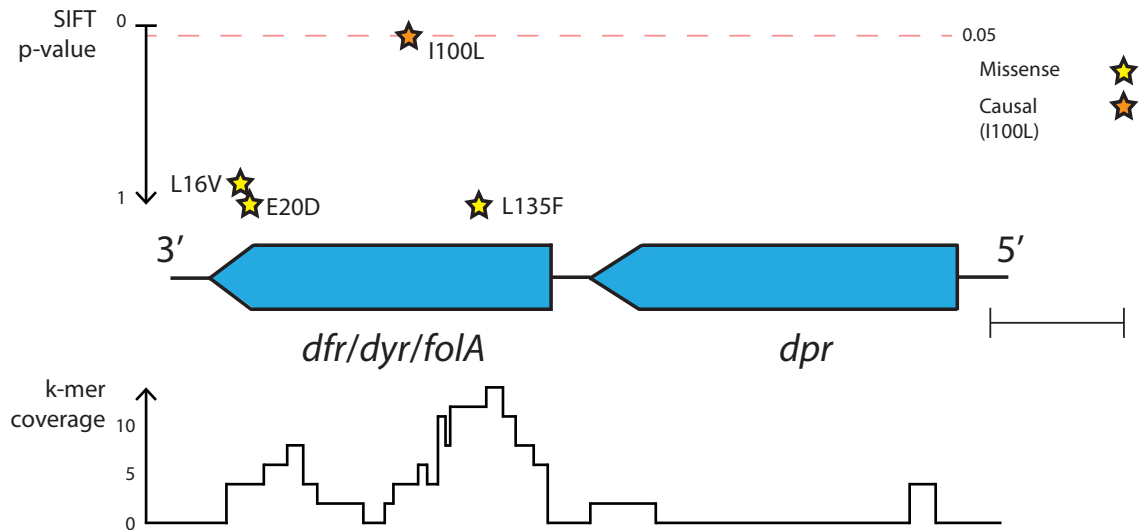 SIFT
p-value
0
0.05
I100L
Missense
Causal
(I100L)
L16V
1
E20D
L135F
3′
5′
dfr/dyr/folA
dpr
k-mer
coverage
10
5
0